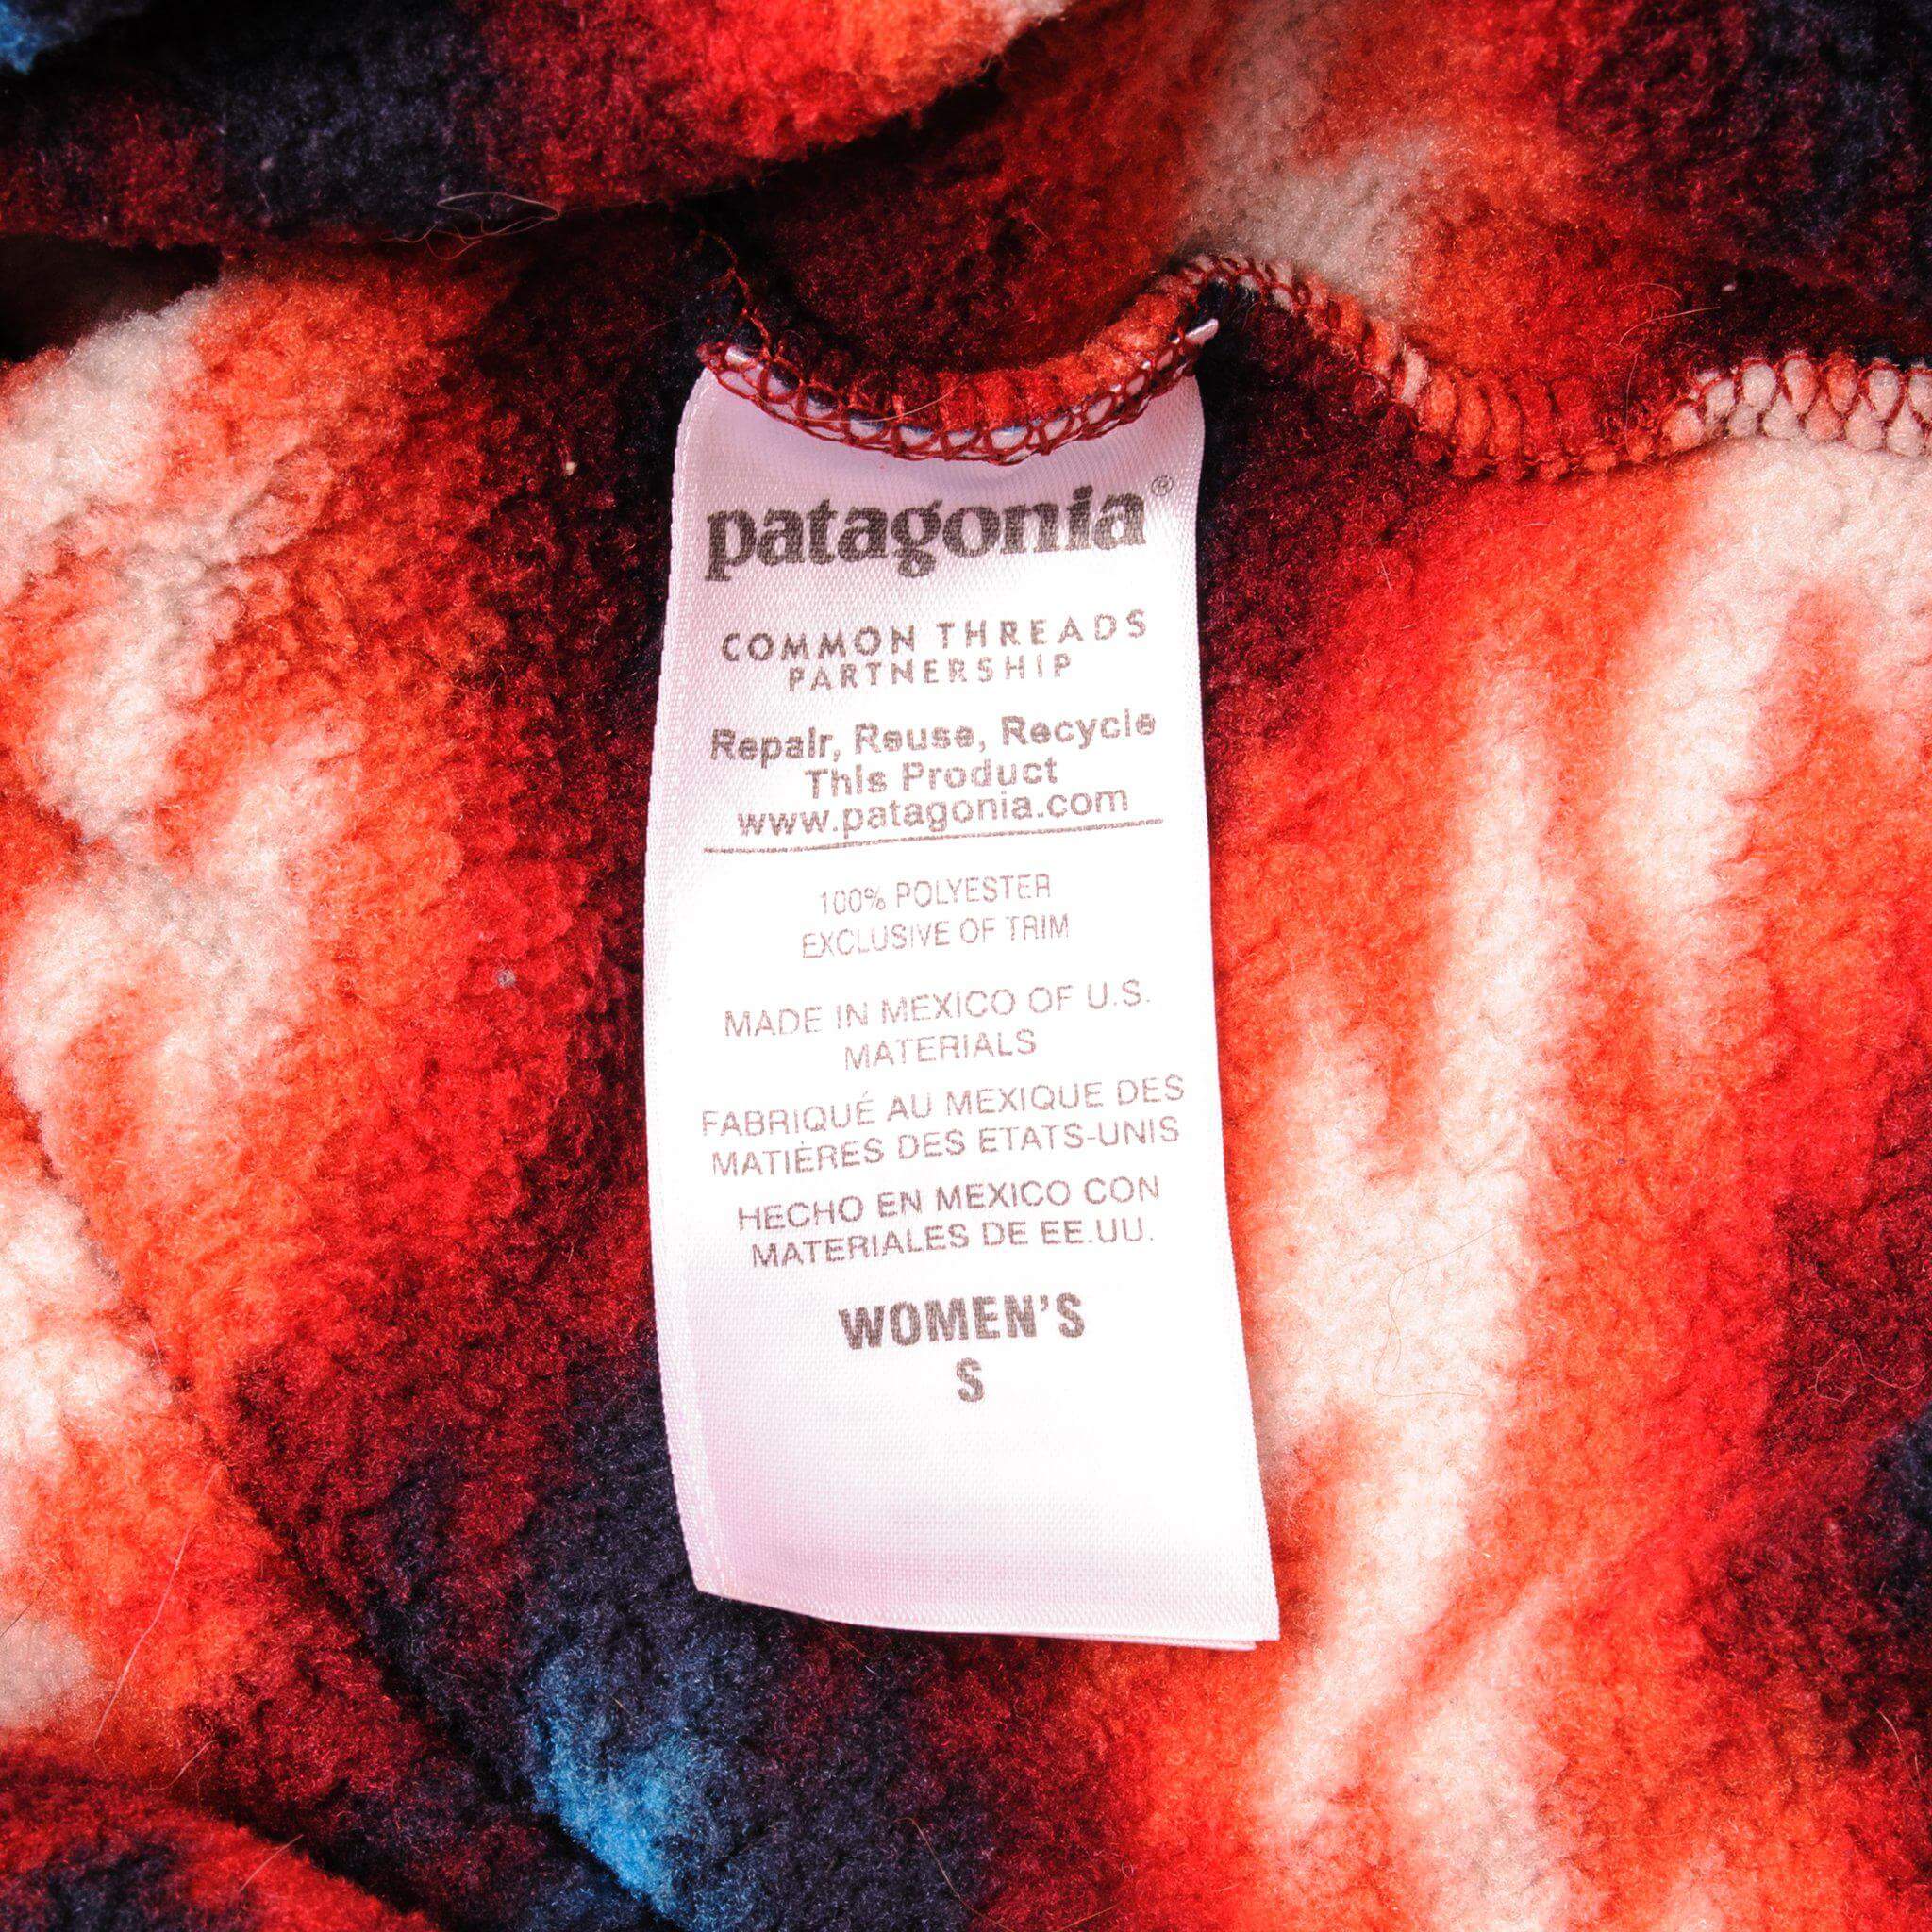 patagonia®
COMMON THREADS
PARTNERSHIP
Repair, Reuse, Recycle
This Product
www.patagonia.com
100% POLYESTER
EXCLUSIVE OF TRIM
MADE IN MEXICO OF U.S.
MATERIALS
FABRIQUÉ AU MEXIQUE DES
MATIÈRES DES ETATS-UNIS
HECHO EN MEXICO CON
MATERIALES DE EE.UU.
WOMEN'S
S